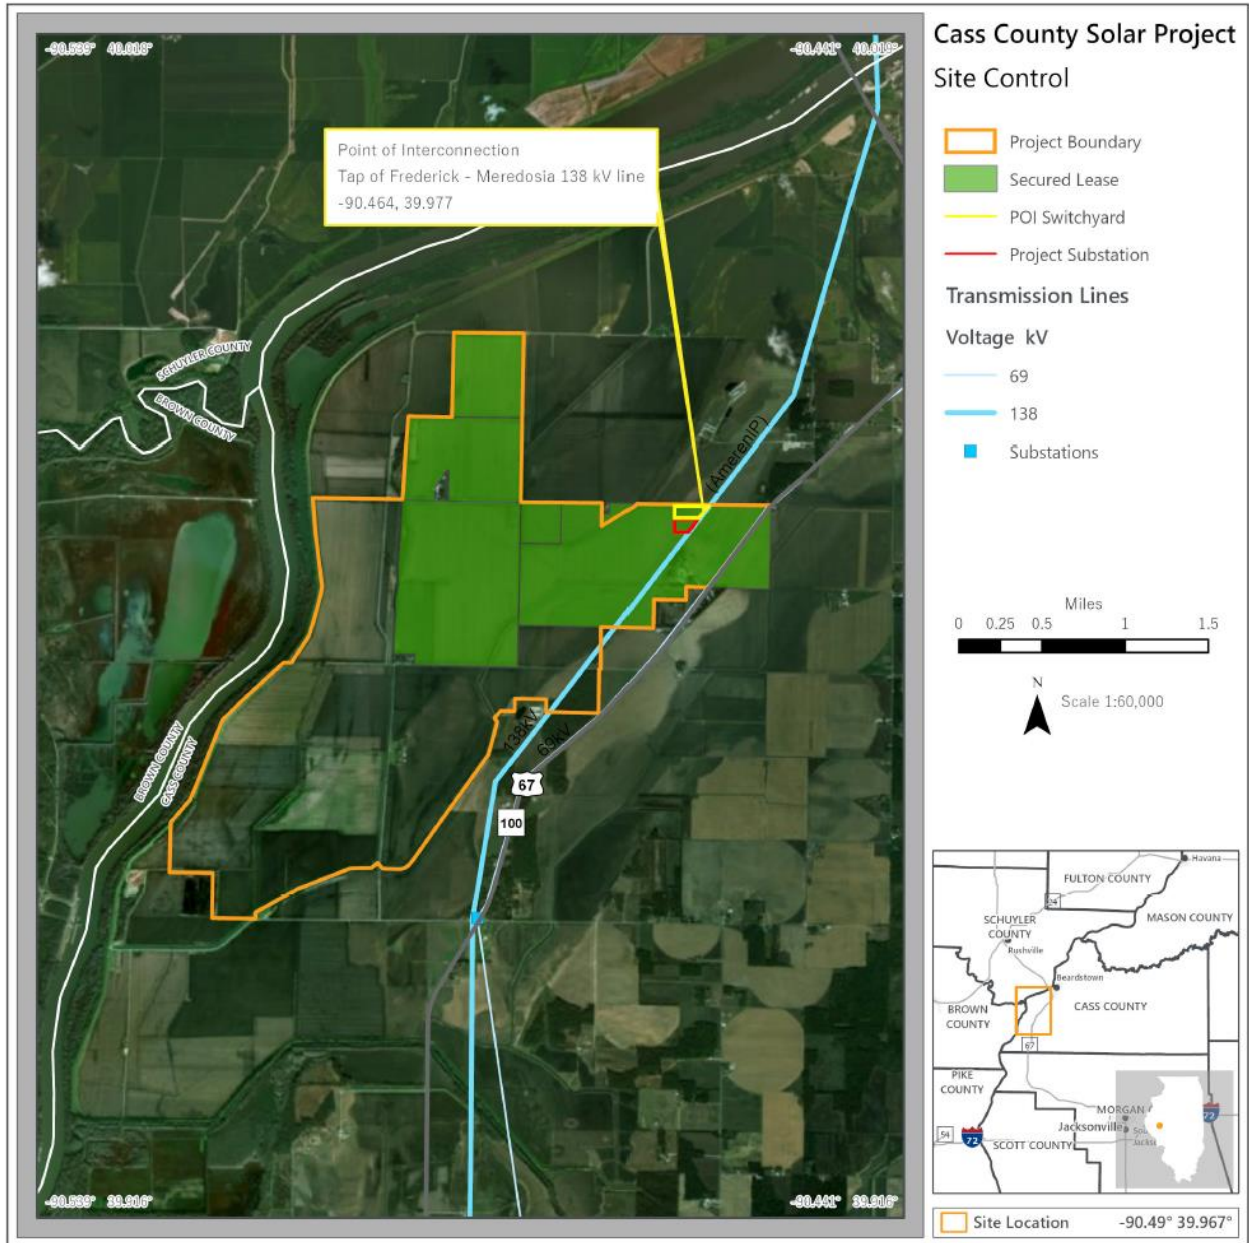 Cass County Solar Project
Site Control
Project Boundary
Secured Lease
POI Switchyard
Project Substation
Transmission Lines
Voltage kV
69
138
Substations
Miles
0 0.25 0.5 1 1.5
N
Scale 1:60,000
-90.539° 40.018°
-90.441° 40.019°
Point of Interconnection
Tap of Frederick - Meredosia 138 kV line
-90.464, 39.977
SCHUYLER COUNTY
BROWN COUNTY
(AmerenIP)
138kV
69kV
67
100
BROWN COUNTY
CASS COUNTY
-90.539° 39.916°
-90.441° 39.916°
Havana
FULTON COUNTY
24
SCHUYLER
COUNTY
MASON COUNTY
Rushville
Beardstown
BROWN
COUNTY
CASS COUNTY
67
PIKE
COUNTY
MORGAN
Jacksonville
72
54
72
SCOTT COUNTY
Site Location -90.49° 39.967°